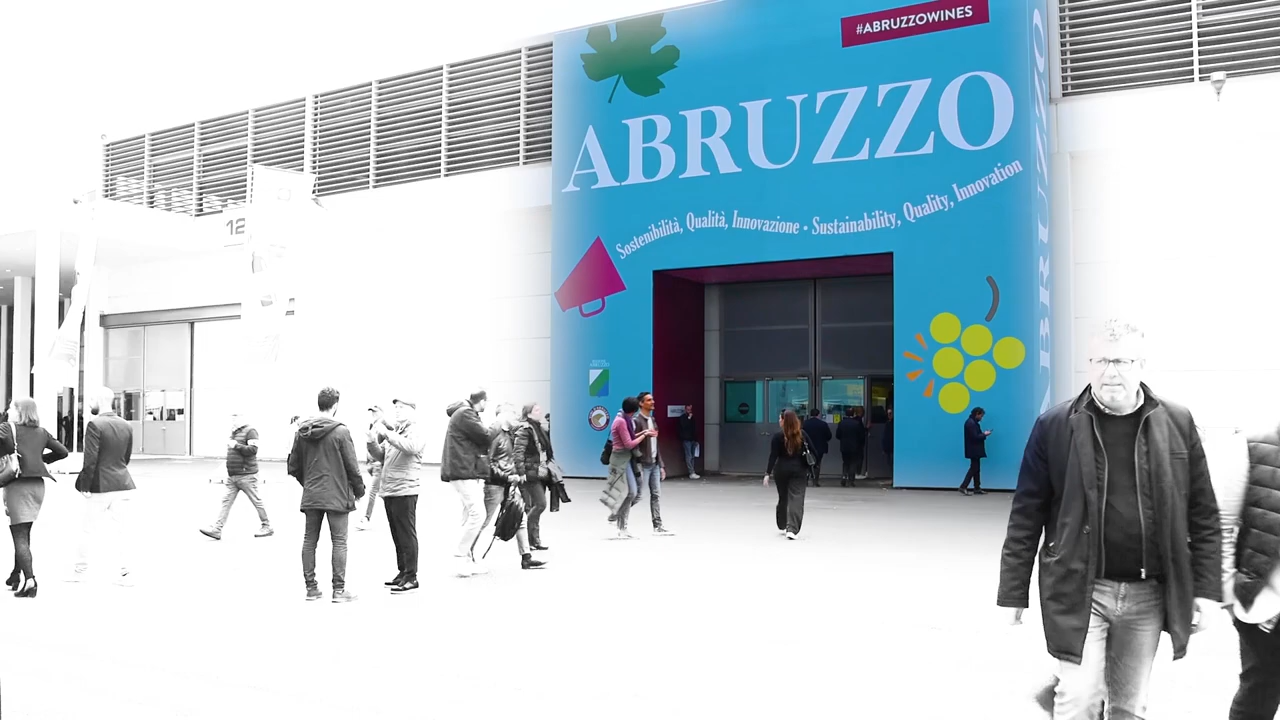 #ABRUZZOWINES
ABRUZZO
Sostenibilità, Qualità, Innovazione • Sustainability, Quality, Innovation
ABRUZZO
12